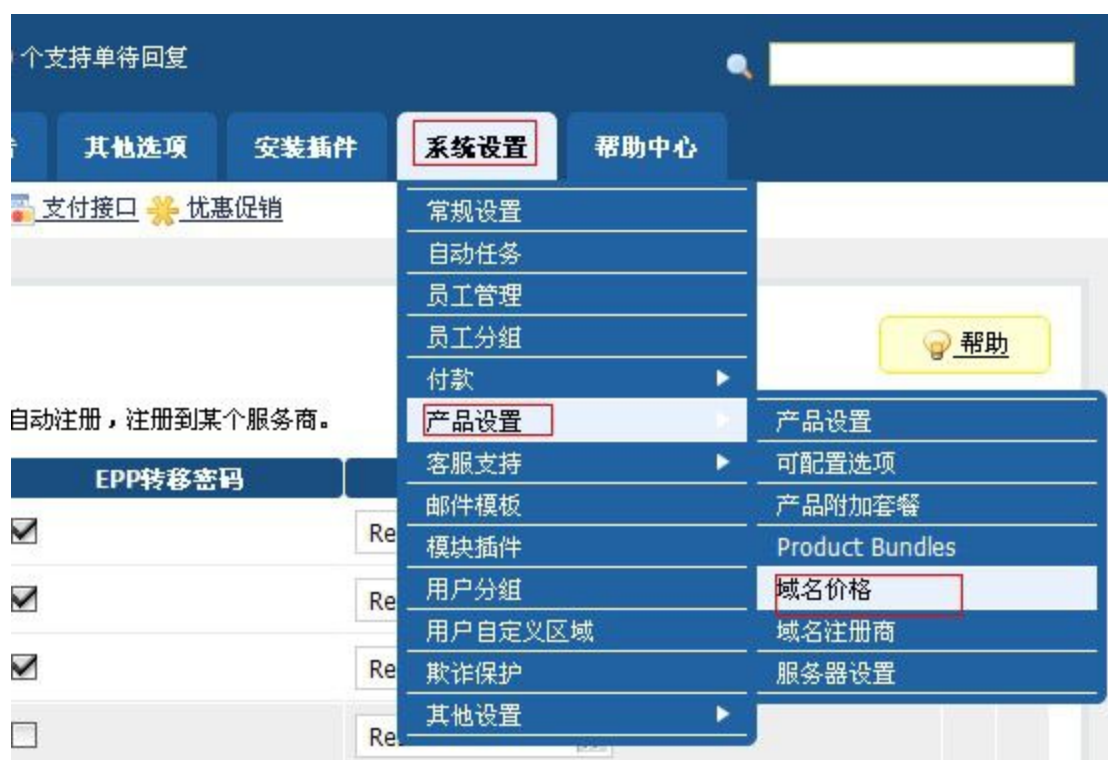 个支持单待回复
其他选项 安装插件 系统设置 帮助中心
支付接口 优惠促销
常规设置
自动任务
员工管理
员工分组
帮助
付款
自动注册，注册到某个服务商。
产品设置
产品设置
EPP转移密码
客服支持
可配置选项
邮件模板
产品附加套餐
Re
模块插件
Product Bundles
用户分组
域名价格
Re
用户自定义区域
域名注册商
Re
欺诈保护
服务器设置
其他设置
Re